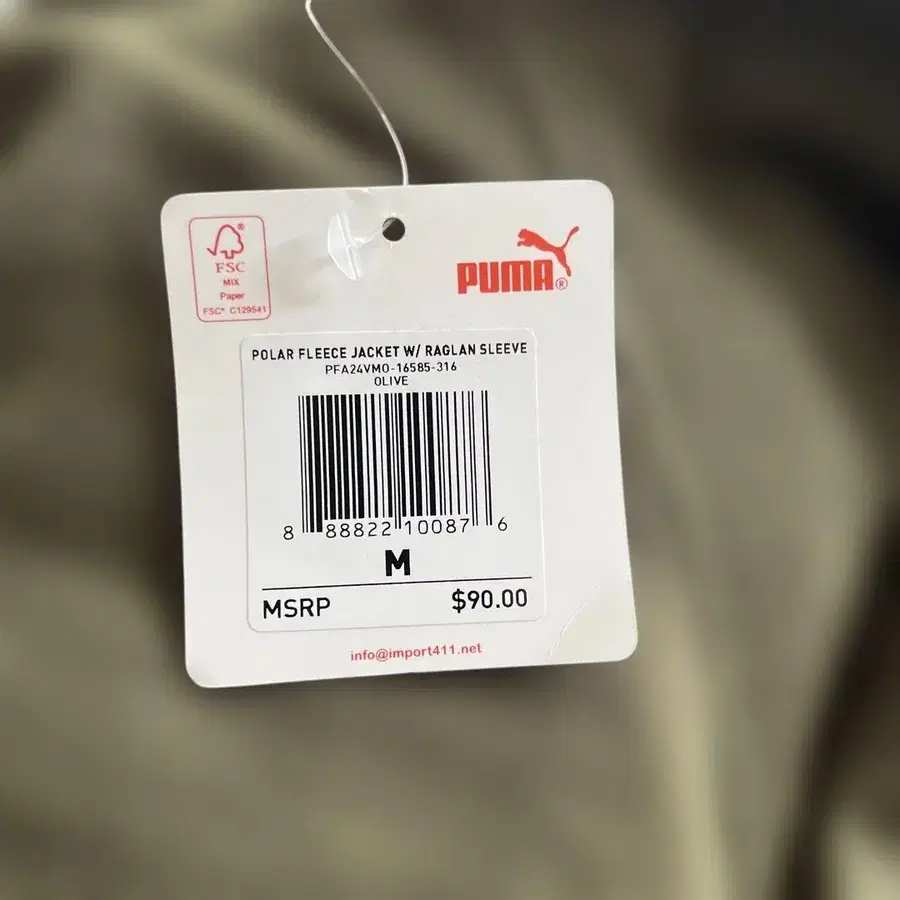 FSC
MIX
Paper
FSC® C129541
PUMA®
POLAR FLEECE JACKET W/ RAGLAN SLEEVE
PFA24VMO-16585-316
OLIVE
8 88822 10087 6
M
MSRP $90.00
info@import411.net